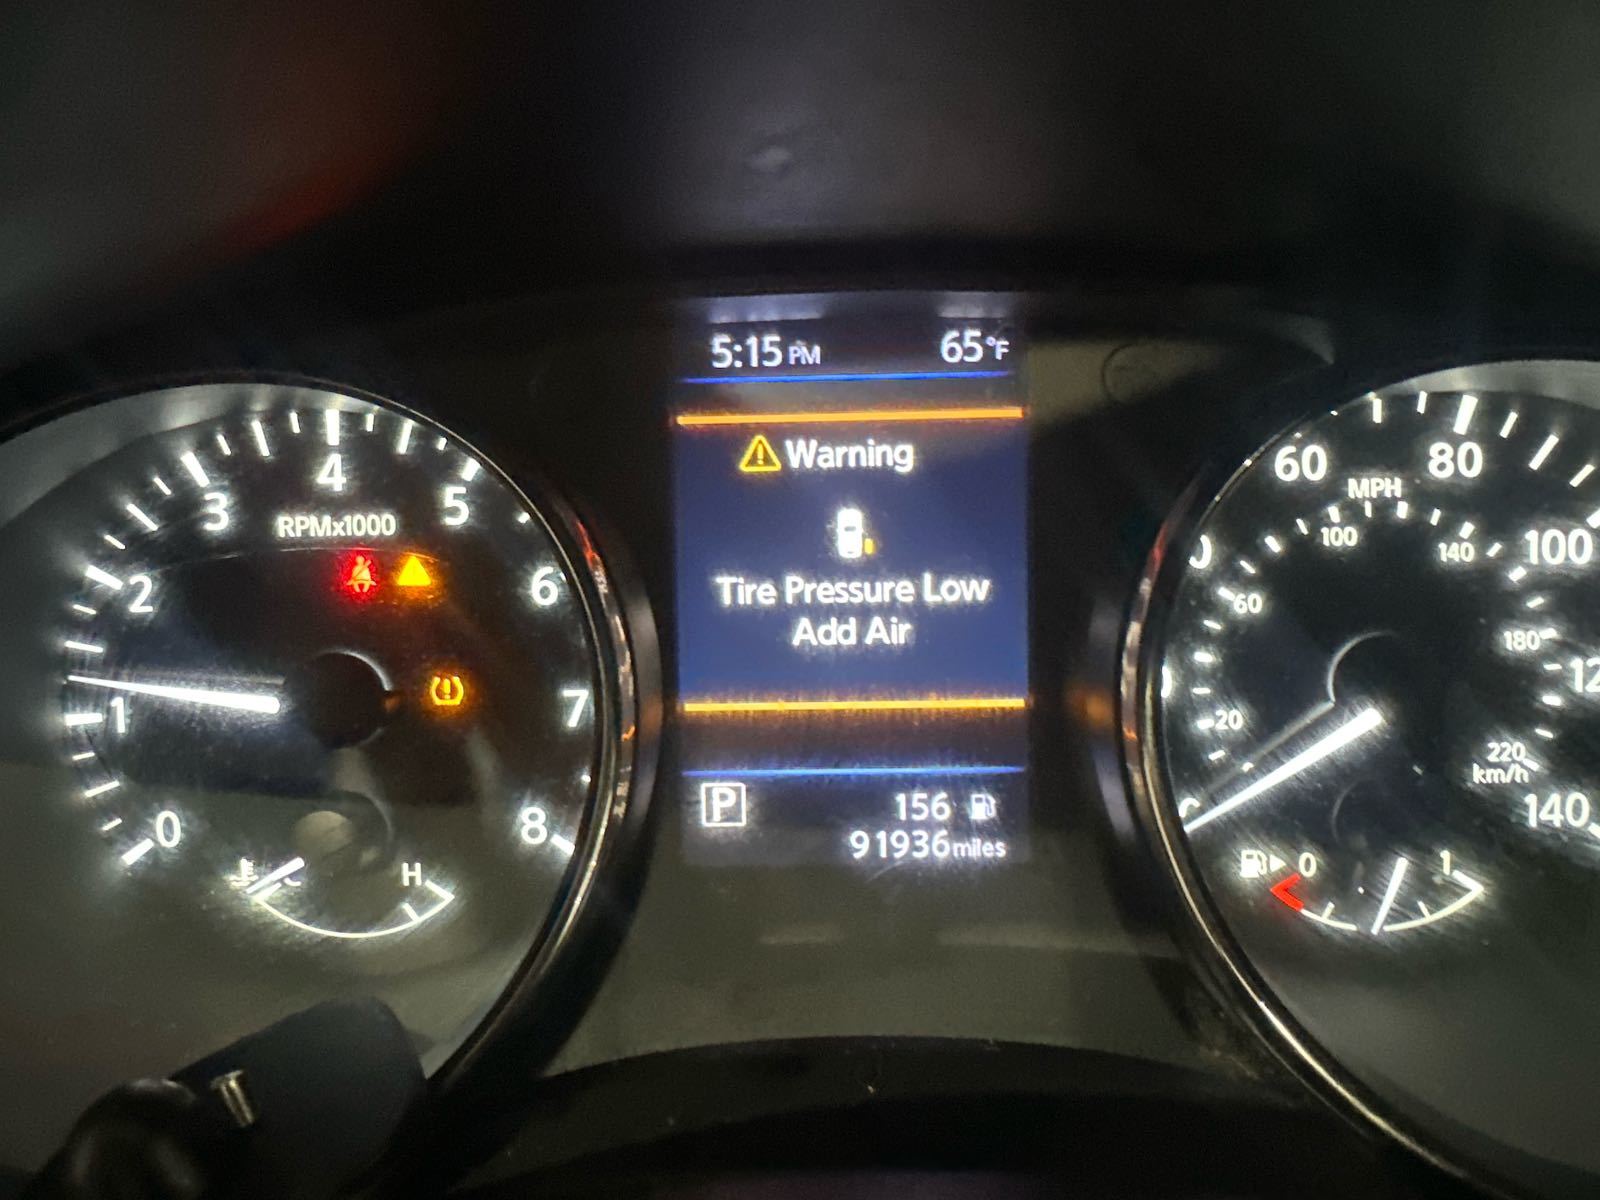 5:15 PM 65°F
Warning
Tire Pressure Low
Add Air
P 156
91936 miles
0 1 2 3 4 5 6 7 8
RPMx1000
H
60 80 100 140
MPH
20 60 100 140 180 220
km/h
0 1